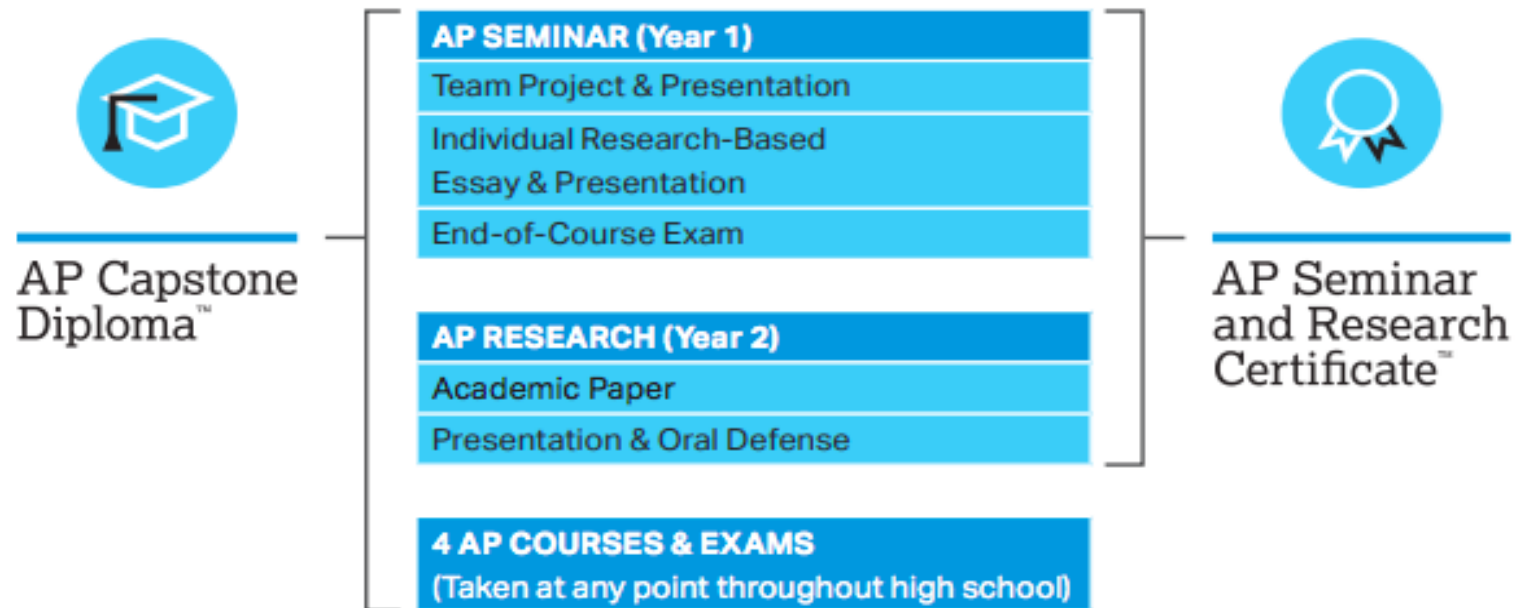 AP Capstone
Diploma™
AP SEMINAR (Year 1)
Team Project & Presentation
Individual Research-Based
Essay & Presentation
End-of-Course Exam
AP RESEARCH (Year 2)
Academic Paper
Presentation & Oral Defense
4 AP COURSES & EXAMS
(Taken at any point throughout high school)
AP Seminar
and Research
Certificate™